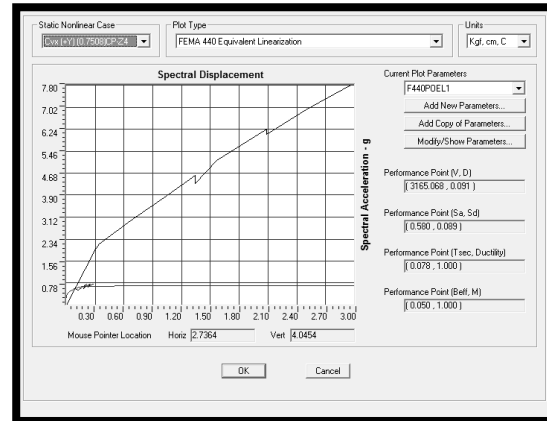 Static Nonlinear Case
Plot Type
Units
Cvx (+Y) (0.7508)CP-Z4
FEMA 440 Equivalent Linearization
Kgf, cm, C
Spectral Displacement
Current Plot Parameters
F440POEL1
Add New Parameters...
Add Copy of Parameters...
Modify/Show Parameters...
7.80
7.02
6.24
5.46
4.68
3.90
3.12
2.34
1.56
0.78
Spectral Acceleration - g
Performance Point (V, D)
( 3165.068 , 0.091 )
Performance Point (Sa, Sd)
( 0.580 , 0.089 )
Performance Point (Tsec, Ductility)
( 0.078 , 1.000 )
Performance Point (Beff, M)
( 0.050 , 1.000 )
0.30 0.60 0.90 1.20 1.50 1.80 2.10 2.40 2.70 3.00
Mouse Pointer Location Horiz 2.7364 Vert 4.0454
OK Cancel